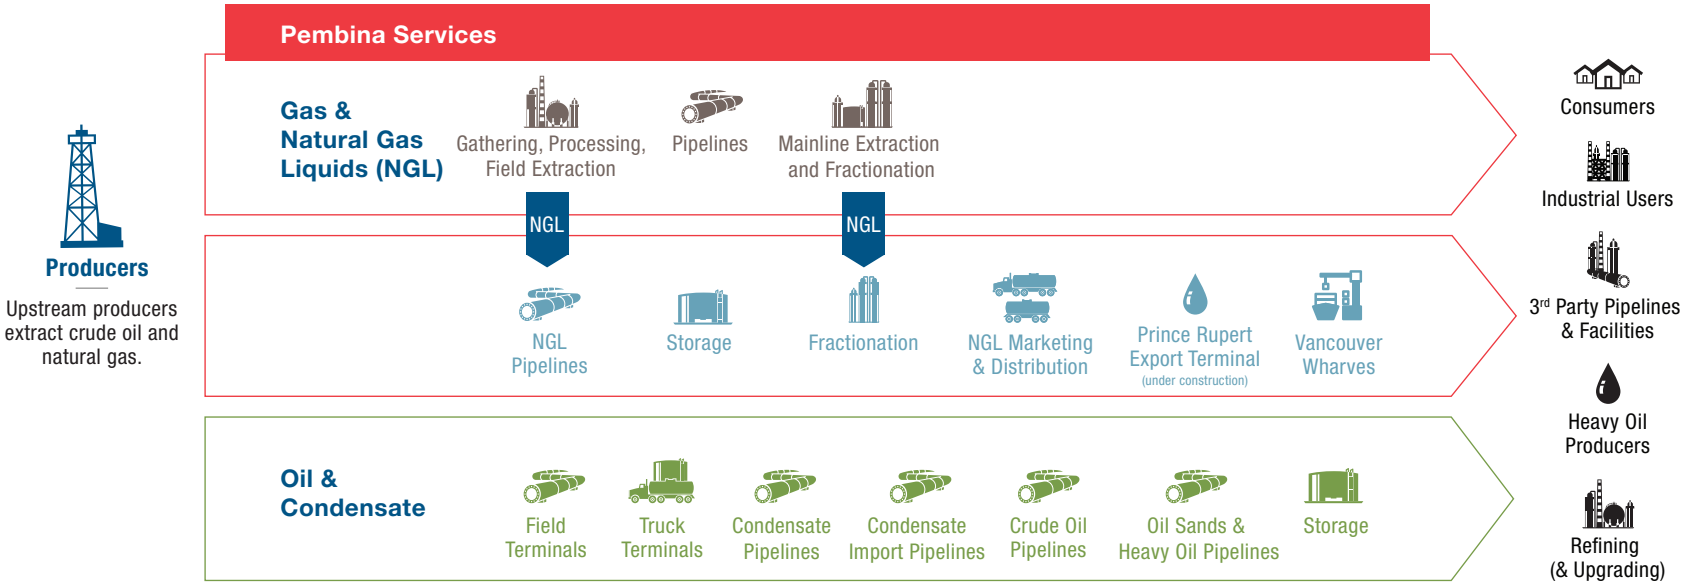 Pembina Services
Producers
Upstream producers
extract crude oil and
natural gas.
Gas &
Natural Gas
Liquids (NGL)
Gathering, Processing,
Field Extraction
Pipelines
Mainline Extraction
and Fractionation
NGL
NGL
NGL
Pipelines
Storage
Fractionation
NGL Marketing
& Distribution
Prince Rupert
Export Terminal
(under construction)
Vancouver
Wharves
Oil &
Condensate
Field
Terminals
Truck
Terminals
Condensate
Pipelines
Condensate
Import Pipelines
Crude Oil
Pipelines
Oil Sands &
Heavy Oil Pipelines
Storage
Consumers
Industrial Users
3rd Party Pipelines
& Facilities
Heavy Oil
Producers
Refining
(& Upgrading)